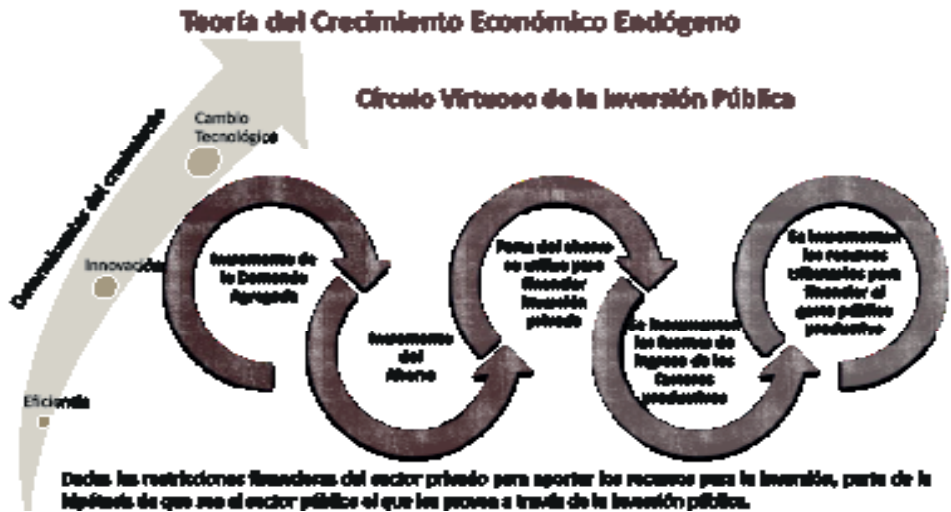 Teoría del Crecimiento Económico Endógeno
Círculo Virtuoso de la Inversión Pública
Cambio
Tecnológico
Determinantes del crecimiento
Innovación
Eficiencia
Incremento de
la Demanda
Agregada
Incremento
del
Ahorro
Parte del ahorro
se utiliza para
financiar
inversión
privada
Se incrementan
las fuentes de
ingreso de los
factores
productivos
Se incrementan
los recursos
tributarios para
financiar el
gasto público
productivo
Dadas las restricciones financieras del sector privado para aportar los recursos para la inversión, parte de la
hipótesis de que sea el sector público el que los provea a través de la inversión pública.